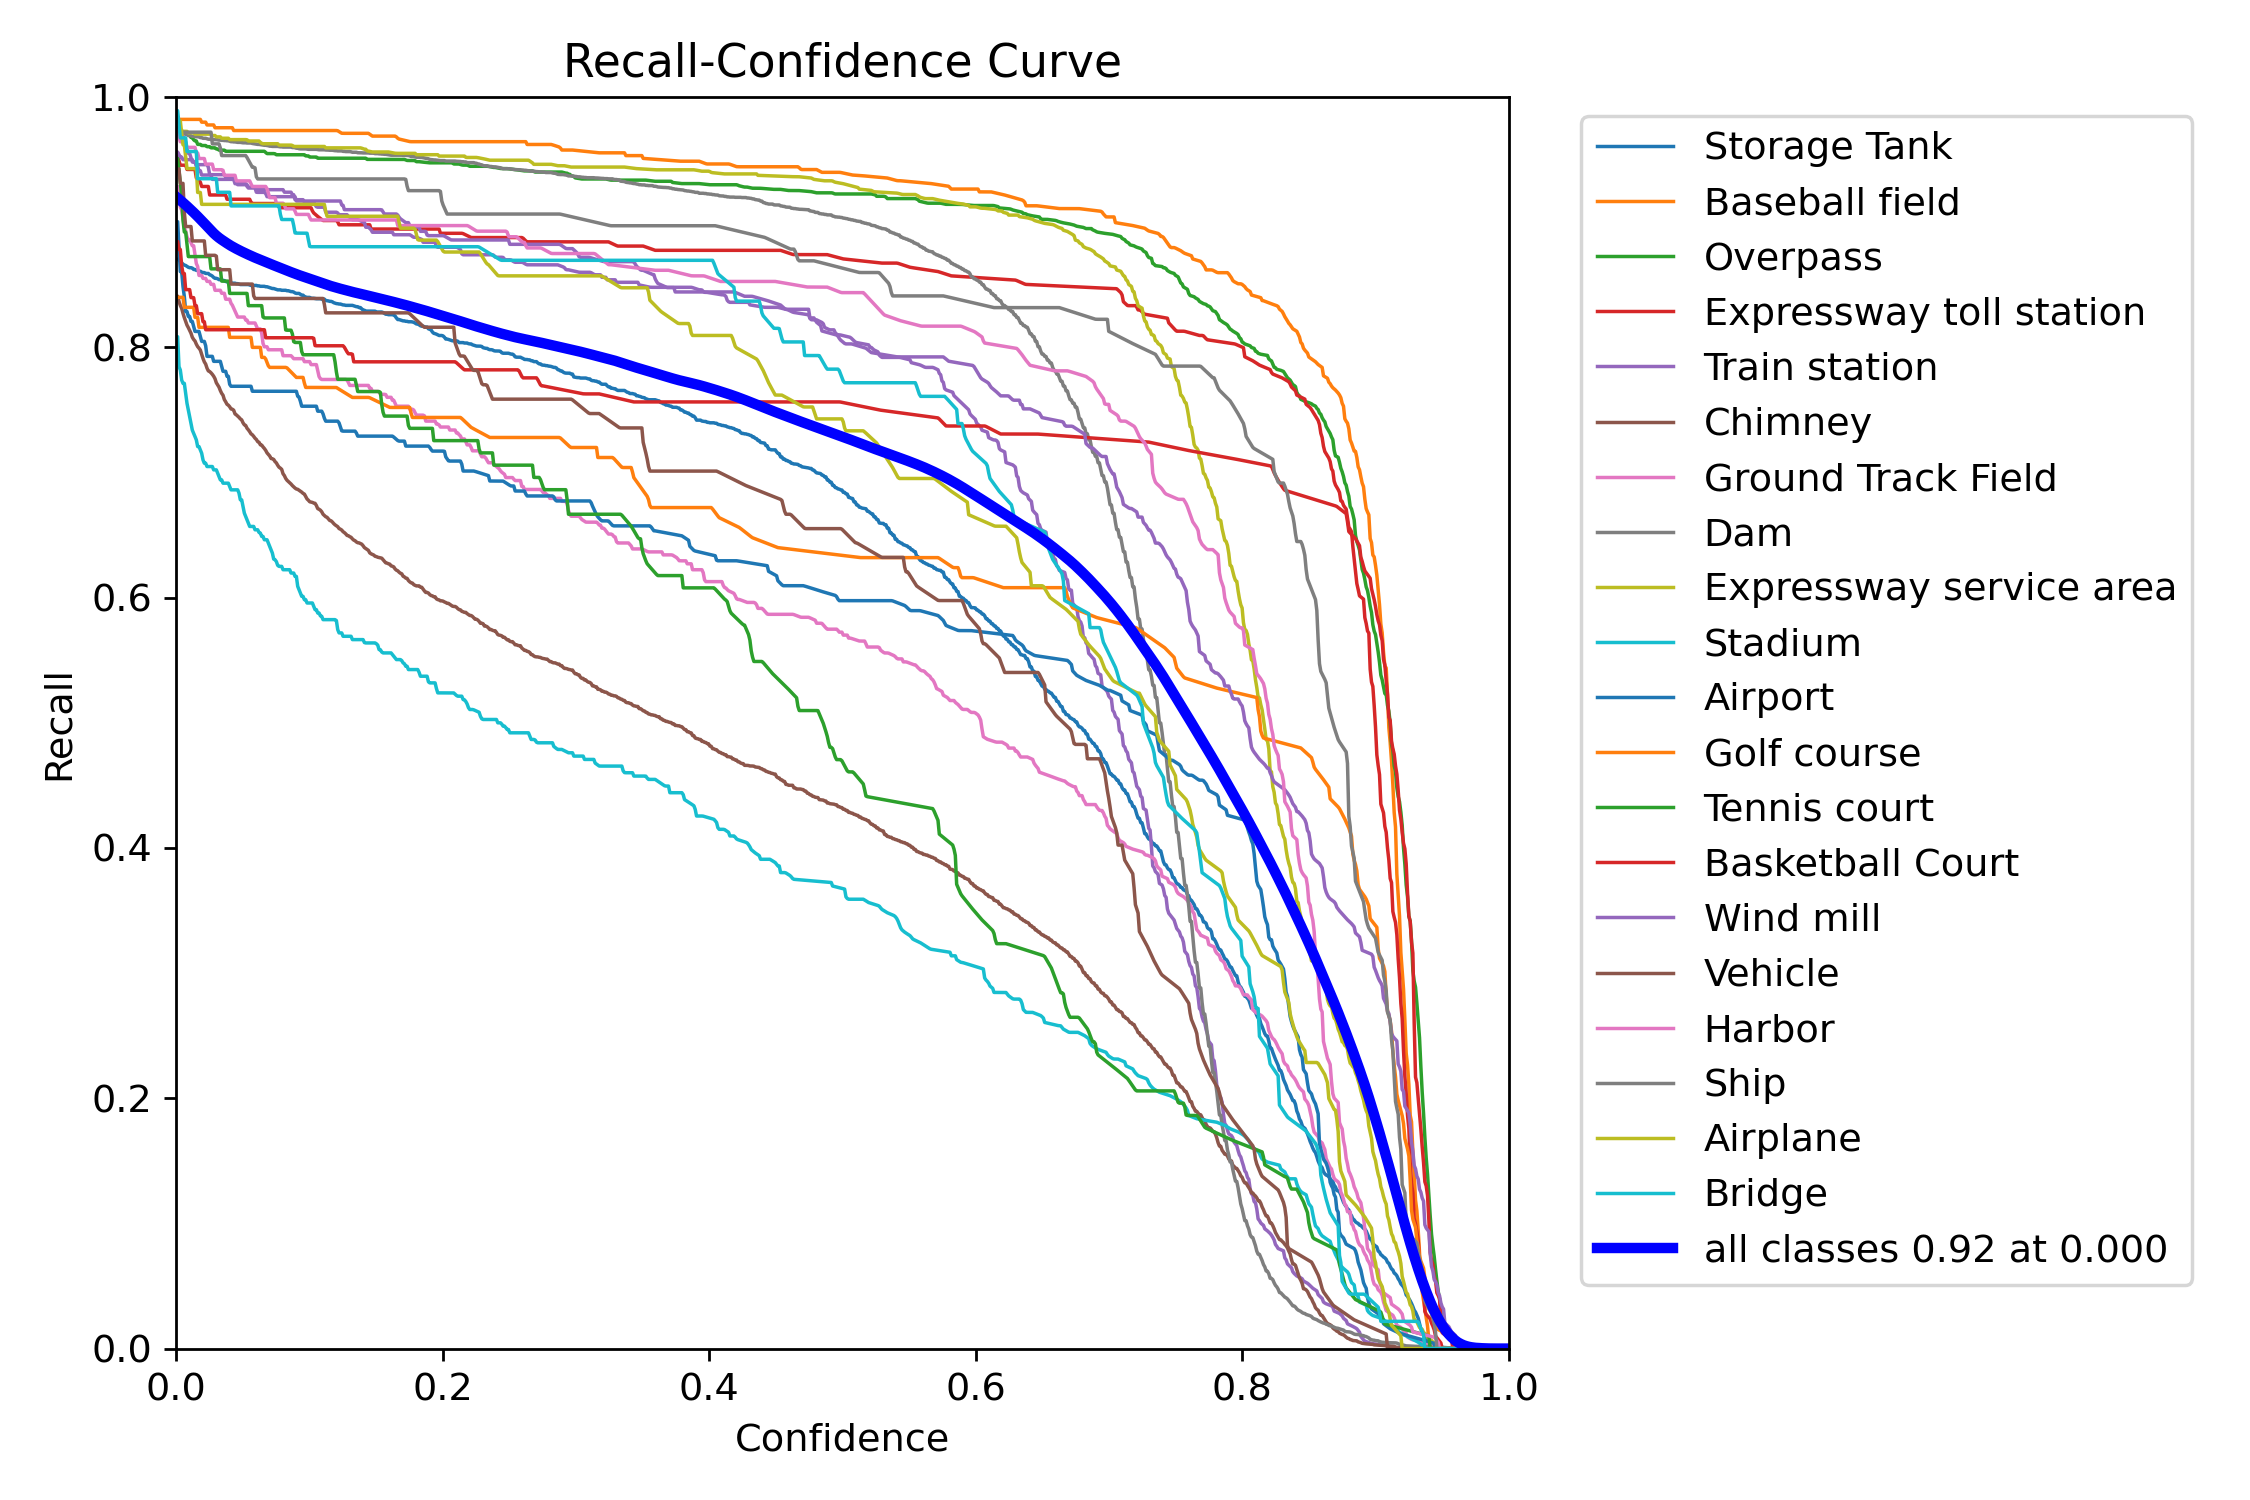 Recall-Confidence Curve
1.0
0.8
0.6
0.4
0.2
0.0
Recall
0.0 0.2 0.4 0.6 0.8 1.0
Confidence
Storage Tank
Baseball field
Overpass
Expressway toll station
Train station
Chimney
Ground Track Field
Dam
Expressway service area
Stadium
Airport
Golf course
Tennis court
Basketball Court
Wind mill
Vehicle
Harbor
Ship
Airplane
Bridge
all classes 0.92 at 0.000